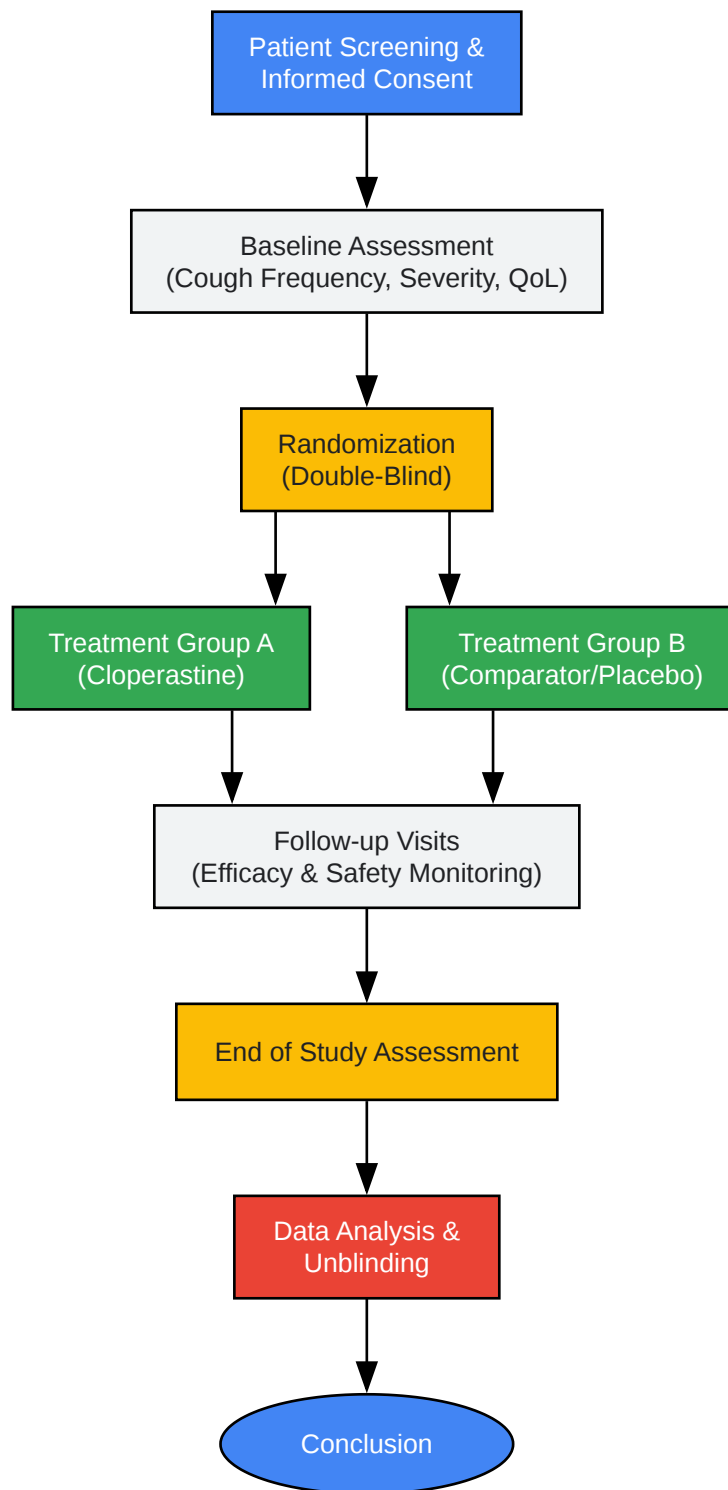 Patient Screening &
Informed Consent
Baseline Assessment
(Cough Frequency, Severity, QoL)
Randomization
(Double-Blind)
Treatment Group A
(Cloperastine)
Treatment Group B
(Comparator/Placebo)
Follow-up Visits
(Efficacy & Safety Monitoring)
End of Study Assessment
Data Analysis &
Unblinding
Conclusion